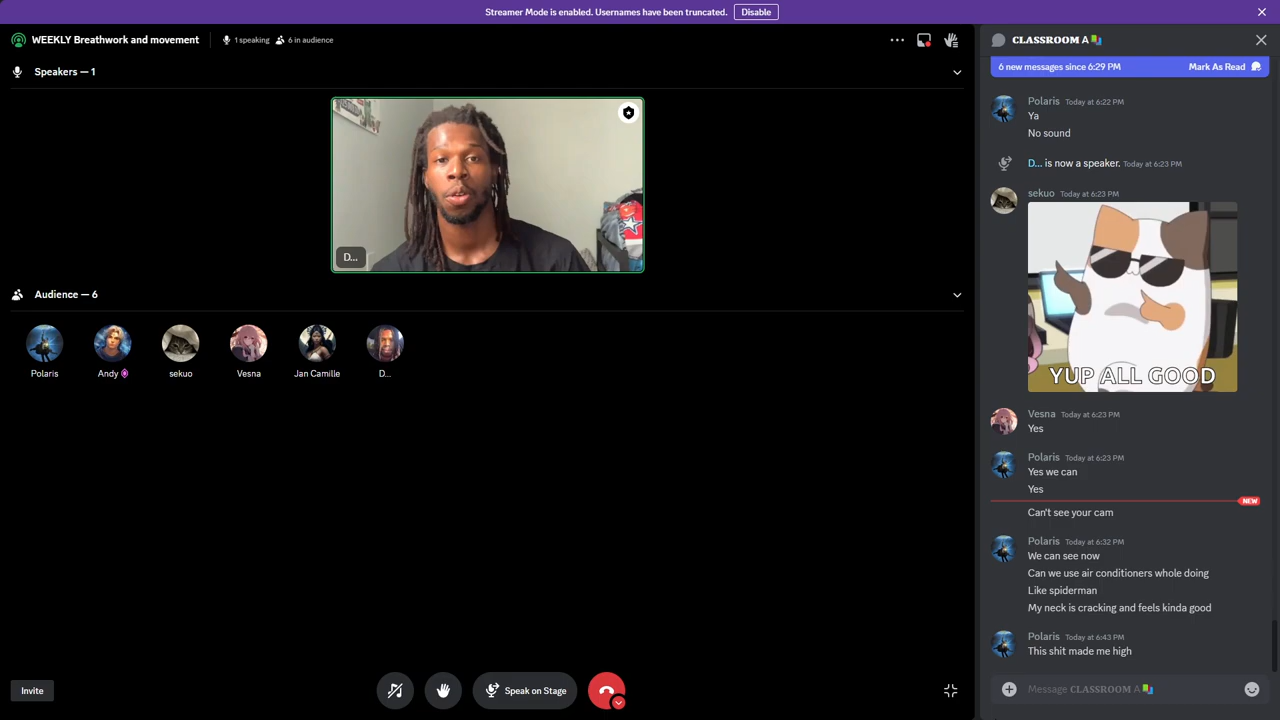 Streamer Mode is enabled. Usernames have been truncated. Disable
WEEKLY Breathwork and movement
1 speaking 6 in audience
Speakers — 1
D...
Audience — 6
Polaris
Andy
sekuo
Vesna
Jan Camille
D...
Invite
Speak on Stage
CLASSROOM A
6 new messages since 6:29 PM Mark As Read
Polaris Today at 6:22 PM
Ya
No sound
D... is now a speaker. Today at 6:23 PM
sekuo Today at 6:23 PM
YUP ALL GOOD
Vesna Today at 6:23 PM
Yes
Polaris Today at 6:23 PM
Yes we can
Yes
NEW
Can't see your cam
Polaris Today at 6:32 PM
We can see now
Can we use air conditioners whole doing
Like spiderman
My neck is cracking and feels kinda good
Polaris Today at 6:43 PM
This shit made me high
Message CLASSROOM A